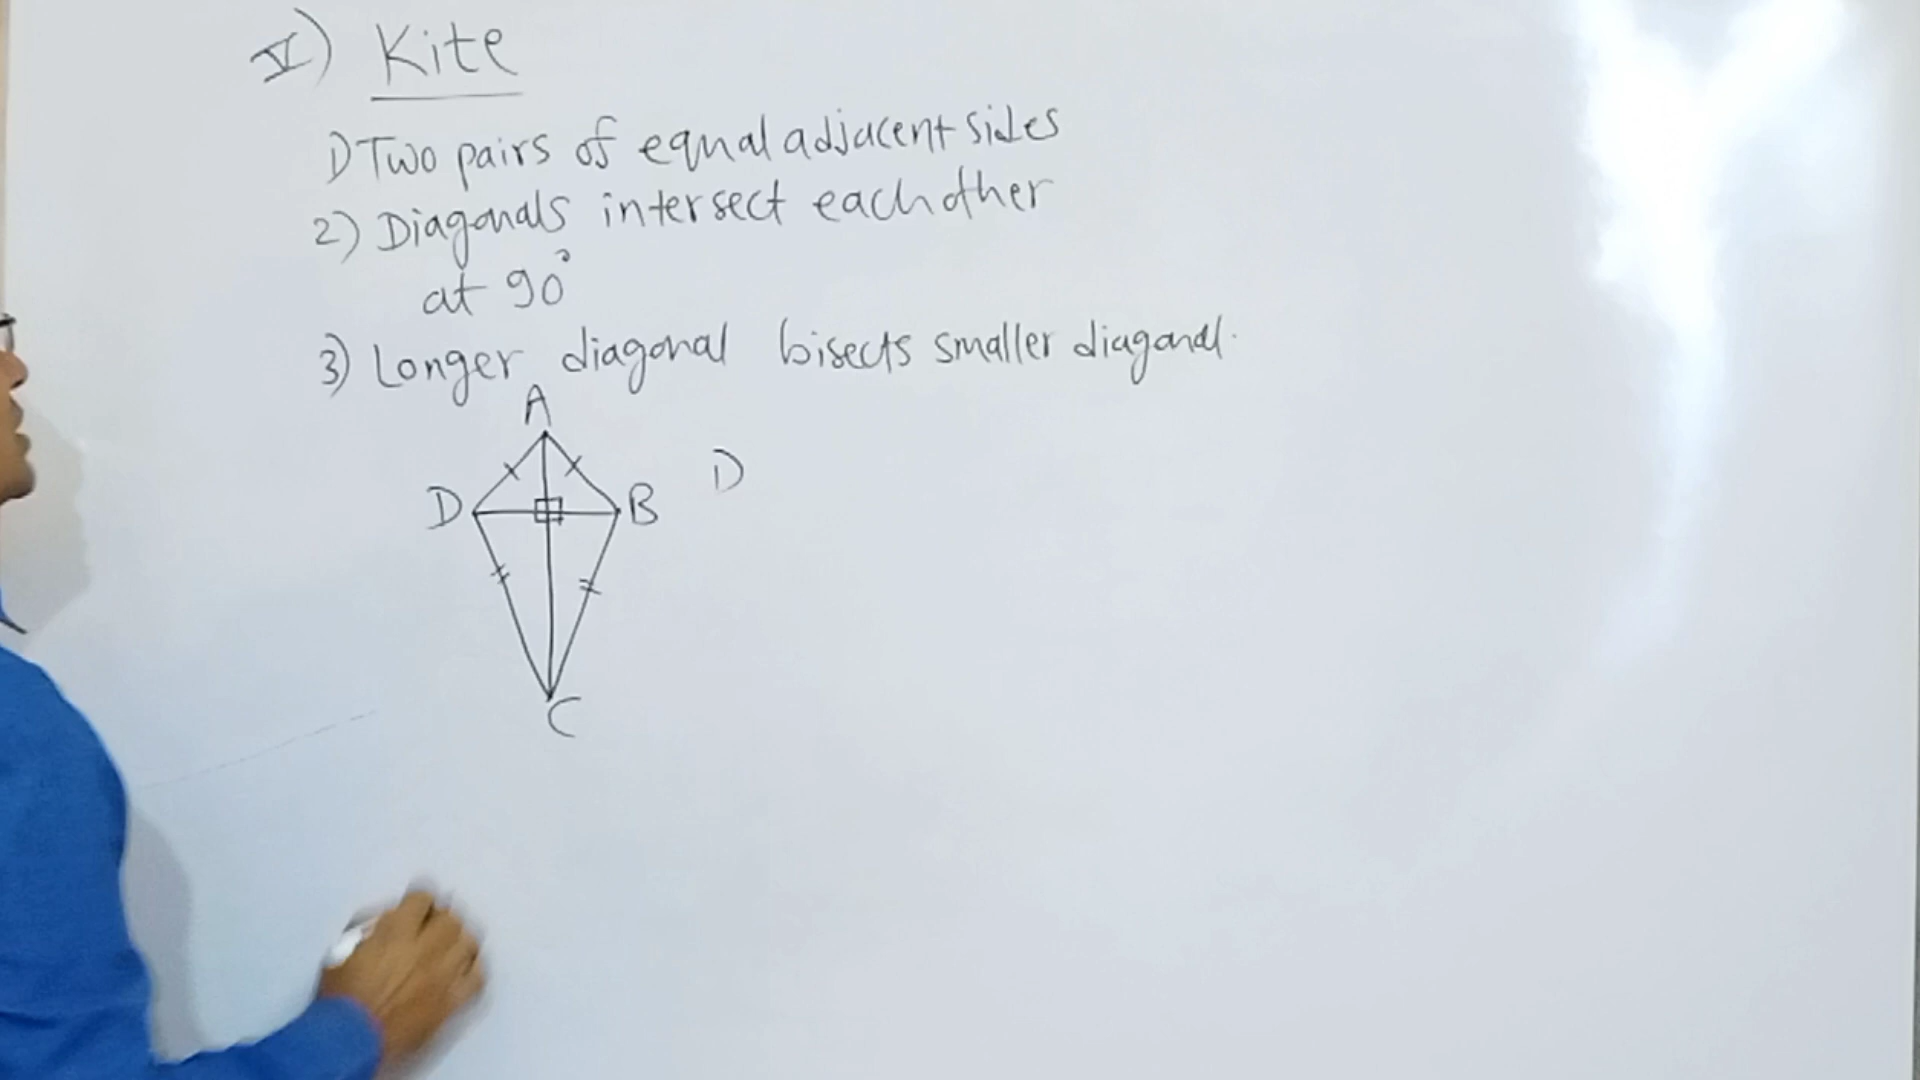 V) Kite
1) Two pairs of equal adjacent sides
2) Diagonals intersect each other
at 90°
3) Longer diagonal bisects smaller diagonal.
A
D B D
C